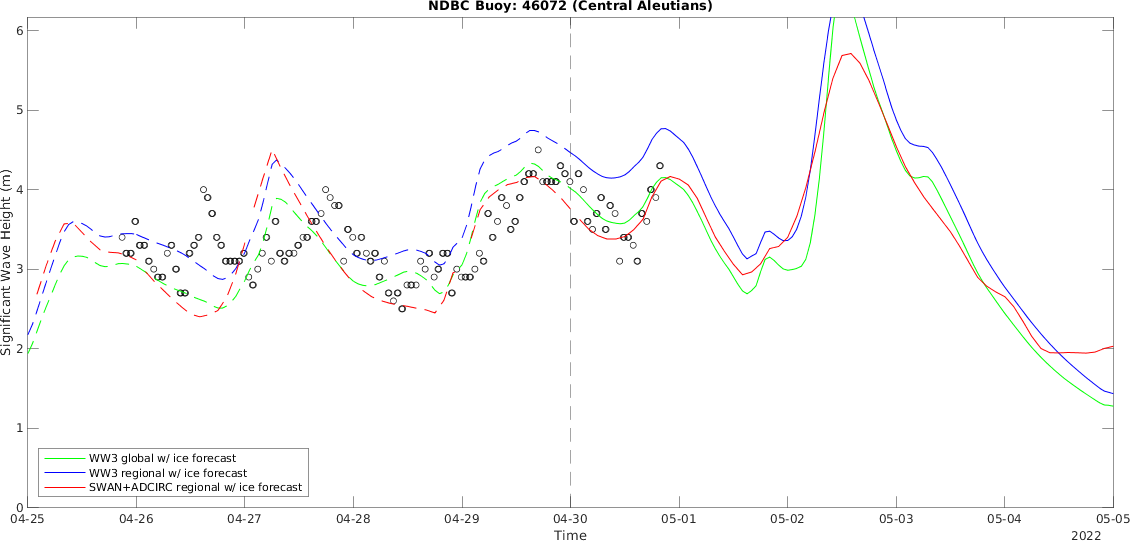 NDBC Buoy: 46072 (Central Aleutians)
Significant Wave Height (m)
6
5
4
3
2
1
0
WW3 global w/ ice forecast
WW3 regional w/ ice forecast
SWAN+ADCIRC regional w/ ice forecast
04-25 04-26 04-27 04-28 04-29 04-30 05-01 05-02 05-03 05-04 05-05
Time
2022